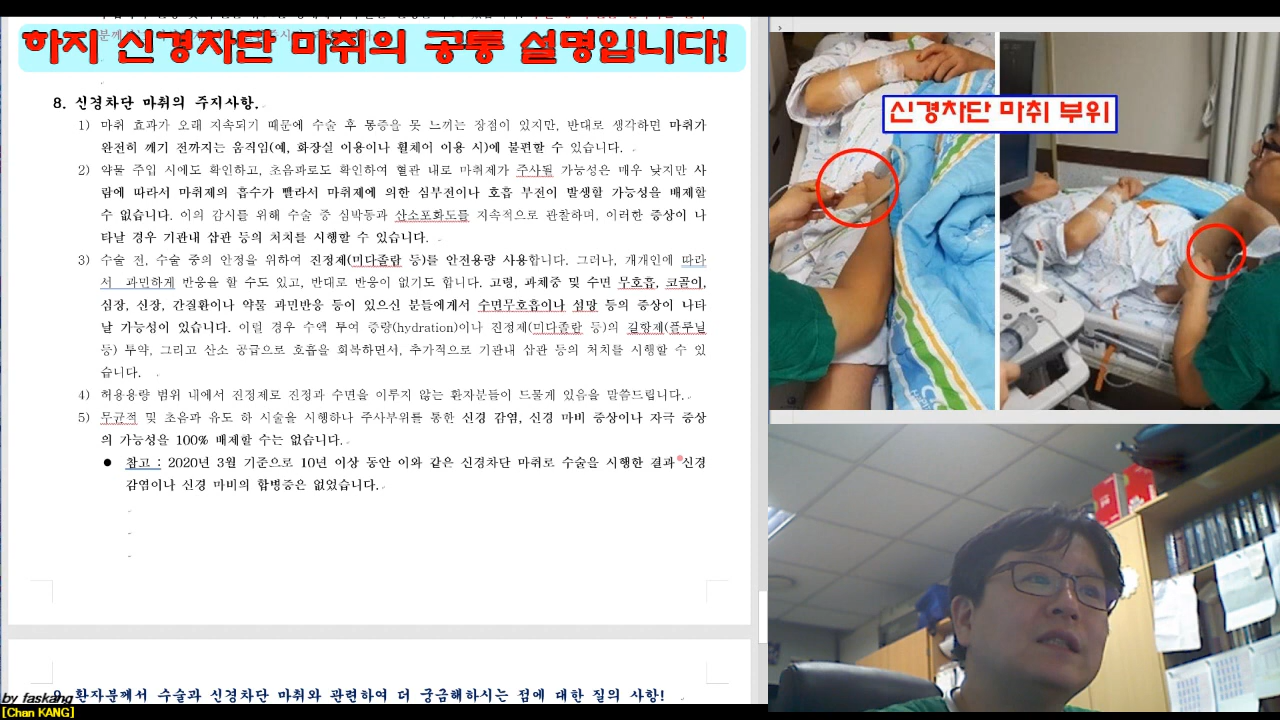 하지 신경차단 마취의 공통 설명입니다!
8. 신경차단 마취의 주지사항.
1) 마취 효과가 오래 지속되기 때문에 수술 후 통증을 못 느끼는 장점이 있지만, 반대로 생각하면 마취가
완전히 깨기 전까지는 움직임(예, 화장실 이용이나 휠체어 이용 시)에 불편할 수 있습니다.
2) 약물 주입 시에도 확인하고, 초음파로도 확인하여 혈관 내로 마취제가 주사될 가능성은 매우 낮지만 사
람에 따라서 마취제의 흡수가 빨라서 마취제에 의한 심부전이나 호흡 부전이 발생할 가능성을 배제할
수 없습니다. 이의 감시를 위해 수술 중 심박동과 산소포화도를 지속적으로 관찰하며, 이러한 증상이 나
타날 경우 기관내 삽관 등의 처치를 시행할 수 있습니다.
3) 수술 전, 수술 중의 안정을 위하여 진정제(미다졸람 등)를 안전용량 사용합니다. 그러나, 개개인에 따라
서 과민하게 반응을 할 수도 있고, 반대로 반응이 없기도 합니다. 고령, 과체중 및 수면 무호흡, 코골이,
심장, 신장, 간질환이나 약물 과민반응 등이 있으신 분들에게서 수면무호흡이나 섬망 등의 증상이 나타
날 가능성이 있습니다. 이럴 경우 수액 투여 증량(hydration)이나 진정제(미다졸람 등)의 길항제(플루닐
등) 투약, 그리고 산소 공급으로 호흡을 회복하면서, 추가적으로 기관내 삽관 등의 처치를 시행할 수 있
습니다.
4) 허용용량 범위 내에서 진정제로 진정과 수면을 이루지 않는 환자분들이 드물게 있음을 말씀드립니다.
5) 무균적 및 초음파 유도 하 시술을 시행하나 주사부위를 통한 신경 감염, 신경 마비 증상이나 자극 증상
의 가능성을 100% 배제할 수는 없습니다.
● 참고 : 2020년 3월 기준으로 10년 이상 동안 이와 같은 신경차단 마취로 수술을 시행한 결과 신경
감염이나 신경 마비의 합병증은 없었습니다.
9. 환자분께서 수술과 신경차단 마취와 관련하여 더 궁금해하시는 점에 대한 질의 사항!
by faskang
[Chan KANG]
신경차단 마취 부위